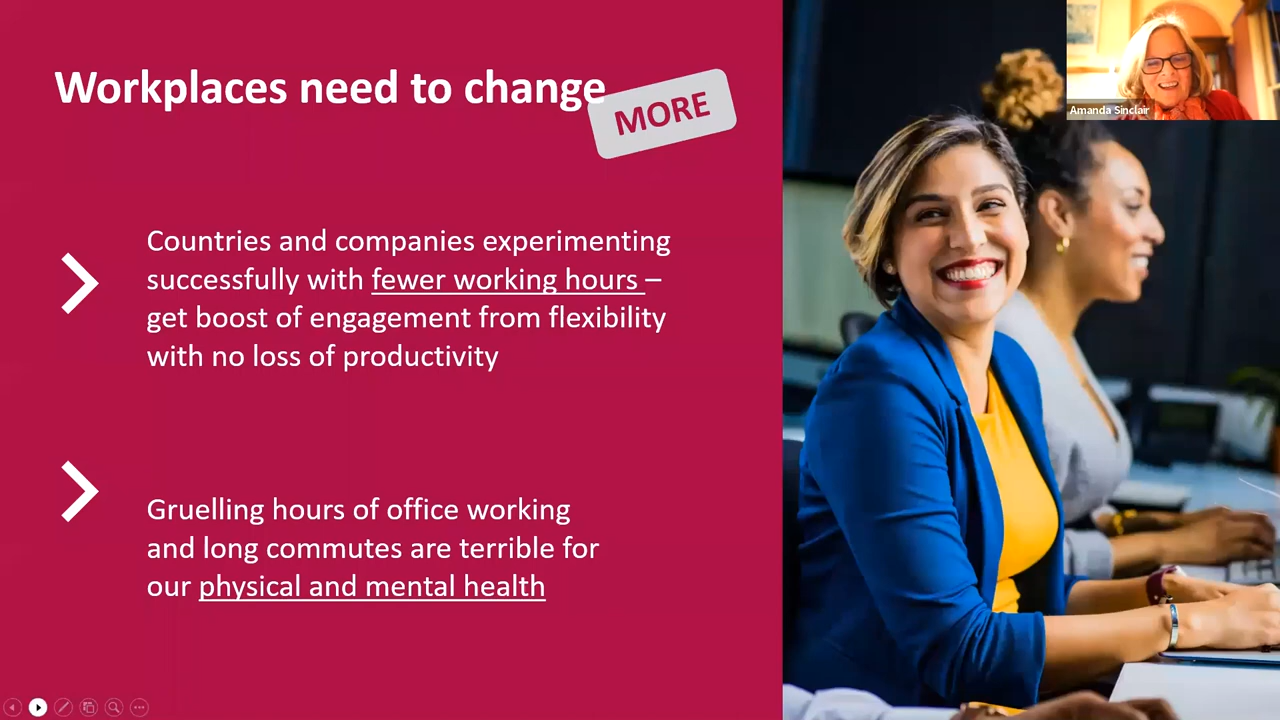 Workplaces need to change
MORE
Countries and companies experimenting
successfully with fewer working hours –
get boost of engagement from flexibility
with no loss of productivity
Gruelling hours of office working
and long commutes are terrible for
our physical and mental health
Amanda Sinclair